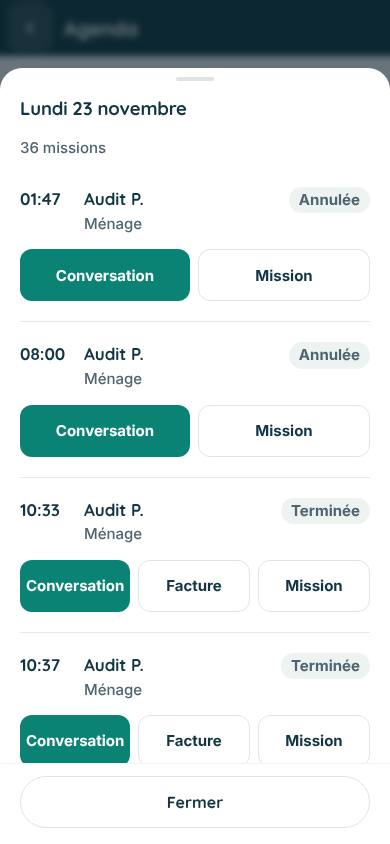 Agenda
Lundi 23 novembre
36 missions
01:47 Audit P. Annulée
Ménage
Conversation Mission
08:00 Audit P. Annulée
Ménage
Conversation Mission
10:33 Audit P. Terminée
Ménage
Conversation Facture Mission
10:37 Audit P. Terminée
Ménage
Conversation Facture Mission
Fermer